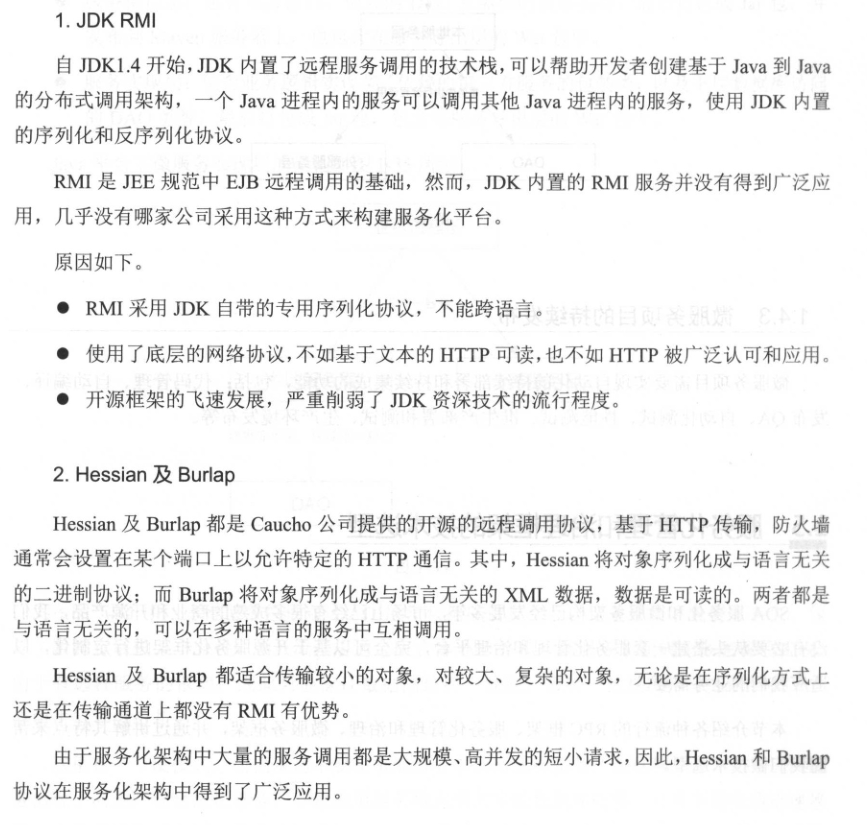 1. JDK RMI
自 JDK1.4 开始，JDK 内置了远程服务调用的技术栈，可以帮助开发者创建基于 Java 到 Java
的分布式调用架构，一个 Java 进程内的服务可以调用其他 Java 进程内的服务，使用 JDK 内置
的序列化和反序列化协议。
RMI 是 JEE 规范中 EJB 远程调用的基础，然而，JDK 内置的 RMI 服务并没有得到广泛应
用，几乎没有哪家公司采用这种方式来构建服务化平台。
原因如下。
● RMI 采用 JDK 自带的专用序列化协议，不能跨语言。
● 使用了底层的网络协议，不如基于文本的 HTTP 可读，也不如 HTTP 被广泛认可和应用。
● 开源框架的飞速发展，严重削弱了 JDK 资深技术的流行程度。
2. Hessian 及 Burlap
Hessian 及 Burlap 都是 Caucho 公司提供的开源的远程调用协议，基于 HTTP 传输，防火墙
通常会设置在某个端口上以允许特定的 HTTP 通信。其中，Hessian 将对象序列化成与语言无关
的二进制协议；而 Burlap 将对象序列化成与语言无关的 XML 数据，数据是可读的。两者都是
与语言无关的，可以在多种语言的服务中互相调用。
Hessian 及 Burlap 都适合传输较小的对象，对较大、复杂的对象，无论是在序列化方式上
还是在传输通道上都没有 RMI 有优势。
由于服务化架构中大量的服务调用都是大规模、高并发的短小请求，因此，Hessian 和 Burlap
协议在服务化架构中得到了广泛应用。